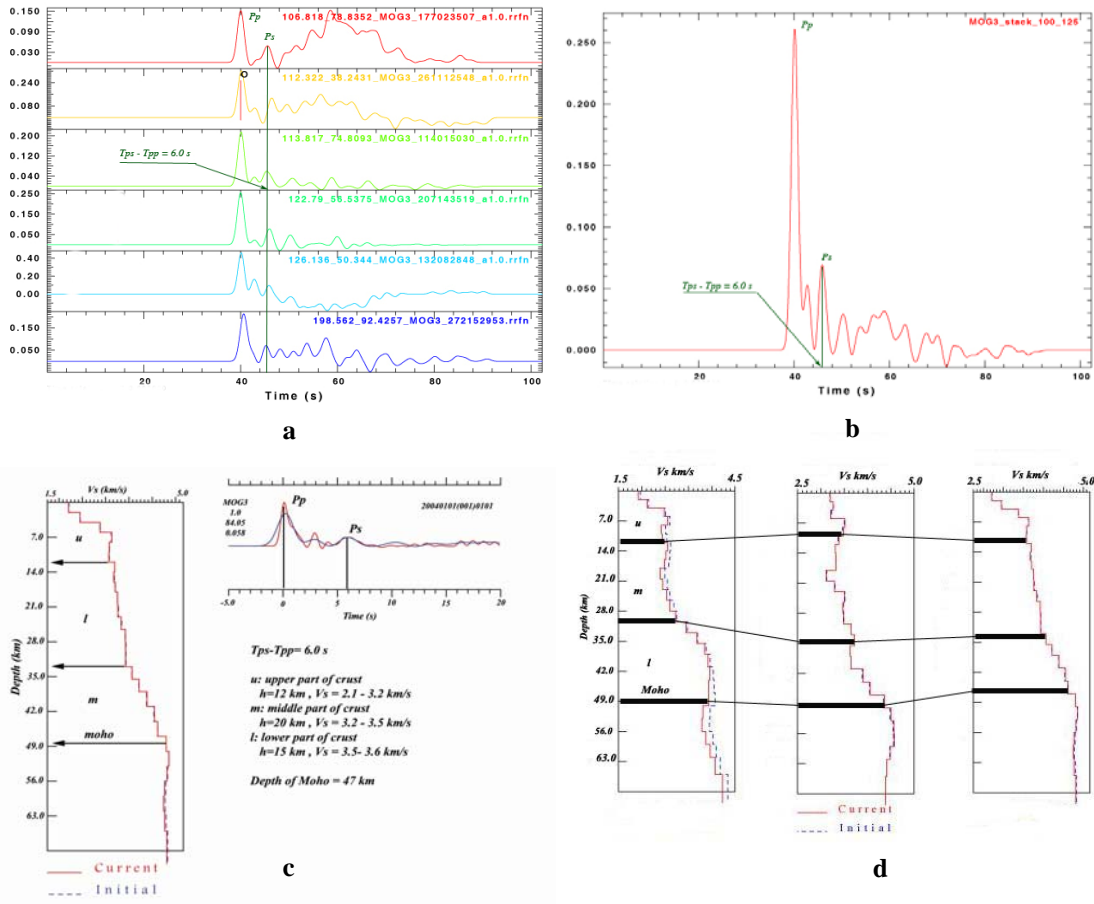 0.150
0.090
0.030
Pp
Ps
106.818_78.8352_MOG3_177023507_a1.0.rrfn
0.240
0.080
112.322_38.2431_MOG3_261112548_a1.0.rrfn
0.200
0.120
0.040
113.817_74.8093_MOG3_114015030_a1.0.rrfn
Tps - Tpp = 6.0 s
0.250
0.150
0.050
122.79_56.5375_MOG3_207143519_a1.0.rrfn
0.40
0.20
0.00
126.136_50.344_MOG3_132082848_a1.0.rrfn
0.150
0.050
198.562_92.4257_MOG3_272152953.rrfn
20 40 60 80 100
Time (s)
a
MOG3_stack_100_125
Pp
0.250
0.200
0.150
0.100
0.050
0.000
Ps
Tps - Tpp = 6.0 s
20 40 60 80 100
Time (s)
b
Vs (km/s)
1.5 5.0
7.0
14.0
21.0
28.0
35.0
42.0
49.0
56.0
63.0
Depth (km)
u
l
m
moho
Current
Initial
MOG3
1.0
84.05
0.058
Pp
Ps
20040101(001)0101
-5.0 0 5 10 15 20
Time (s)
Tps-Tpp= 6.0 s
u: upper part of crust
h=12 km , Vs = 2.1 - 3.2 km/s
m: middle part of crust
h=20 km , Vs = 3.2 - 3.5 km/s
l: lower part of crust
h=15 km , Vs = 3.5- 3.6 km/s
Depth of Moho = 47 km
c
Vs km/s
1.5 4.5
7.0
14.0
21.0
28.0
35.0
42.0
49.0
56.0
63.0
Depth (km)
u
m
l
Moho
Vs km/s
2.5 5.0
Vs km/s
2.5 5.0
Current
Initial
Current
Initial
Current
Initial
d